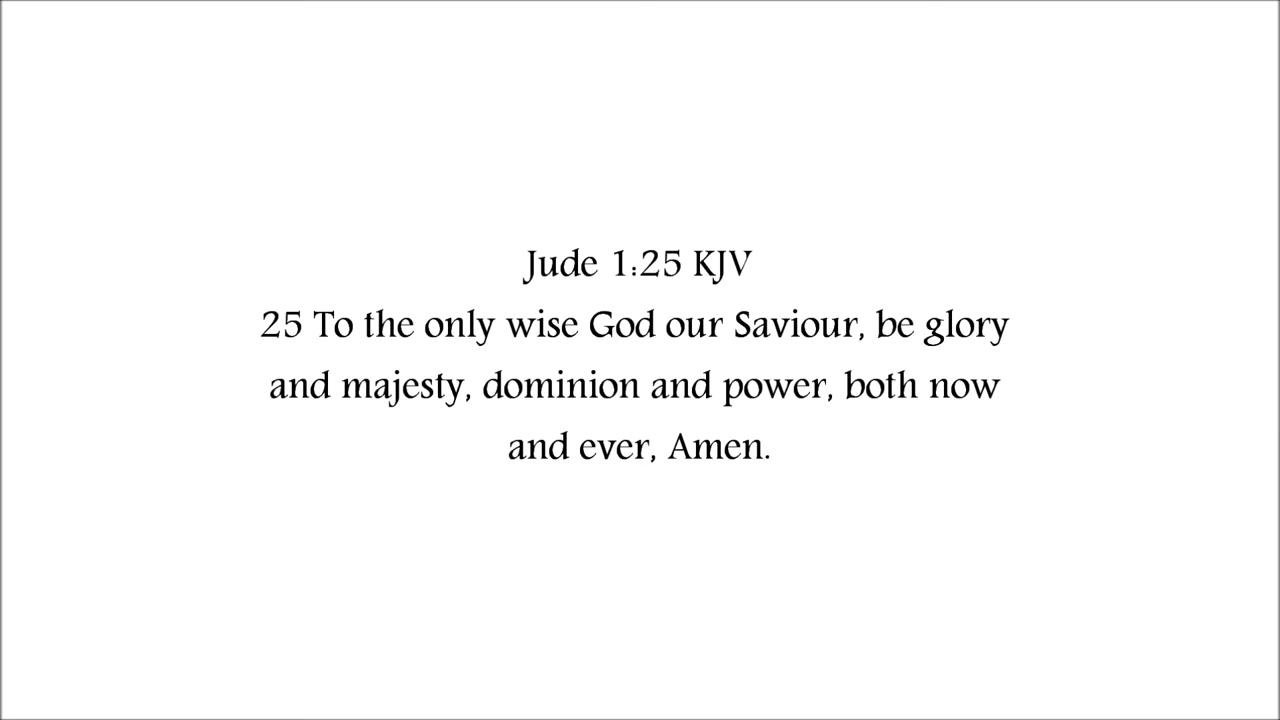 Jude 1:25 KJV
25 To the only wise God our Saviour, be glory
and majesty, dominion and power, both now
and ever, Amen.